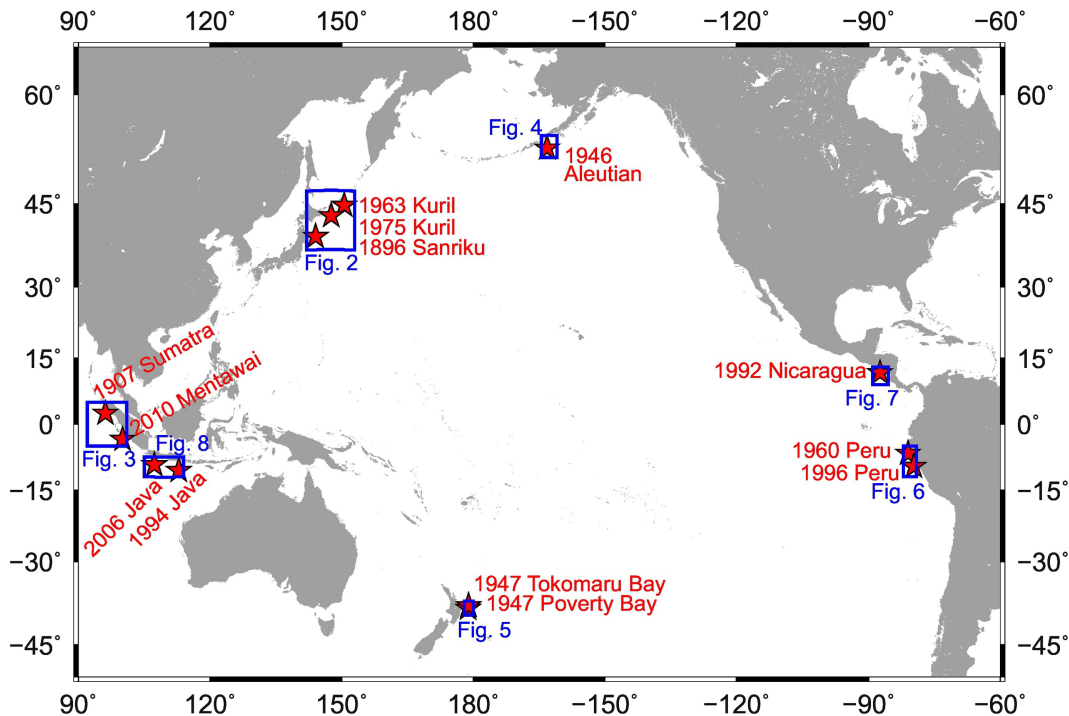 90˚ 120˚ 150˚ 180˚ −150˚ −120˚ −90˚ −60˚
60˚ 60˚
Fig. 4
1946
Aleutian
45˚ 45˚
1963 Kuril
1975 Kuril
1896 Sanriku
Fig. 2
30˚ 30˚
15˚ 15˚
1907 Sumatra
2010 Mentawai
1992 Nicaragua
Fig. 7
0˚ 0˚
Fig. 8
Fig. 3
1960 Peru
1996 Peru
Fig. 6
−15˚ −15˚
2006 Java
1994 Java
−30˚ −30˚
1947 Tokomaru Bay
1947 Poverty Bay
Fig. 5
−45˚ −45˚
90˚ 120˚ 150˚ 180˚ −150˚ −120˚ −90˚ −60˚